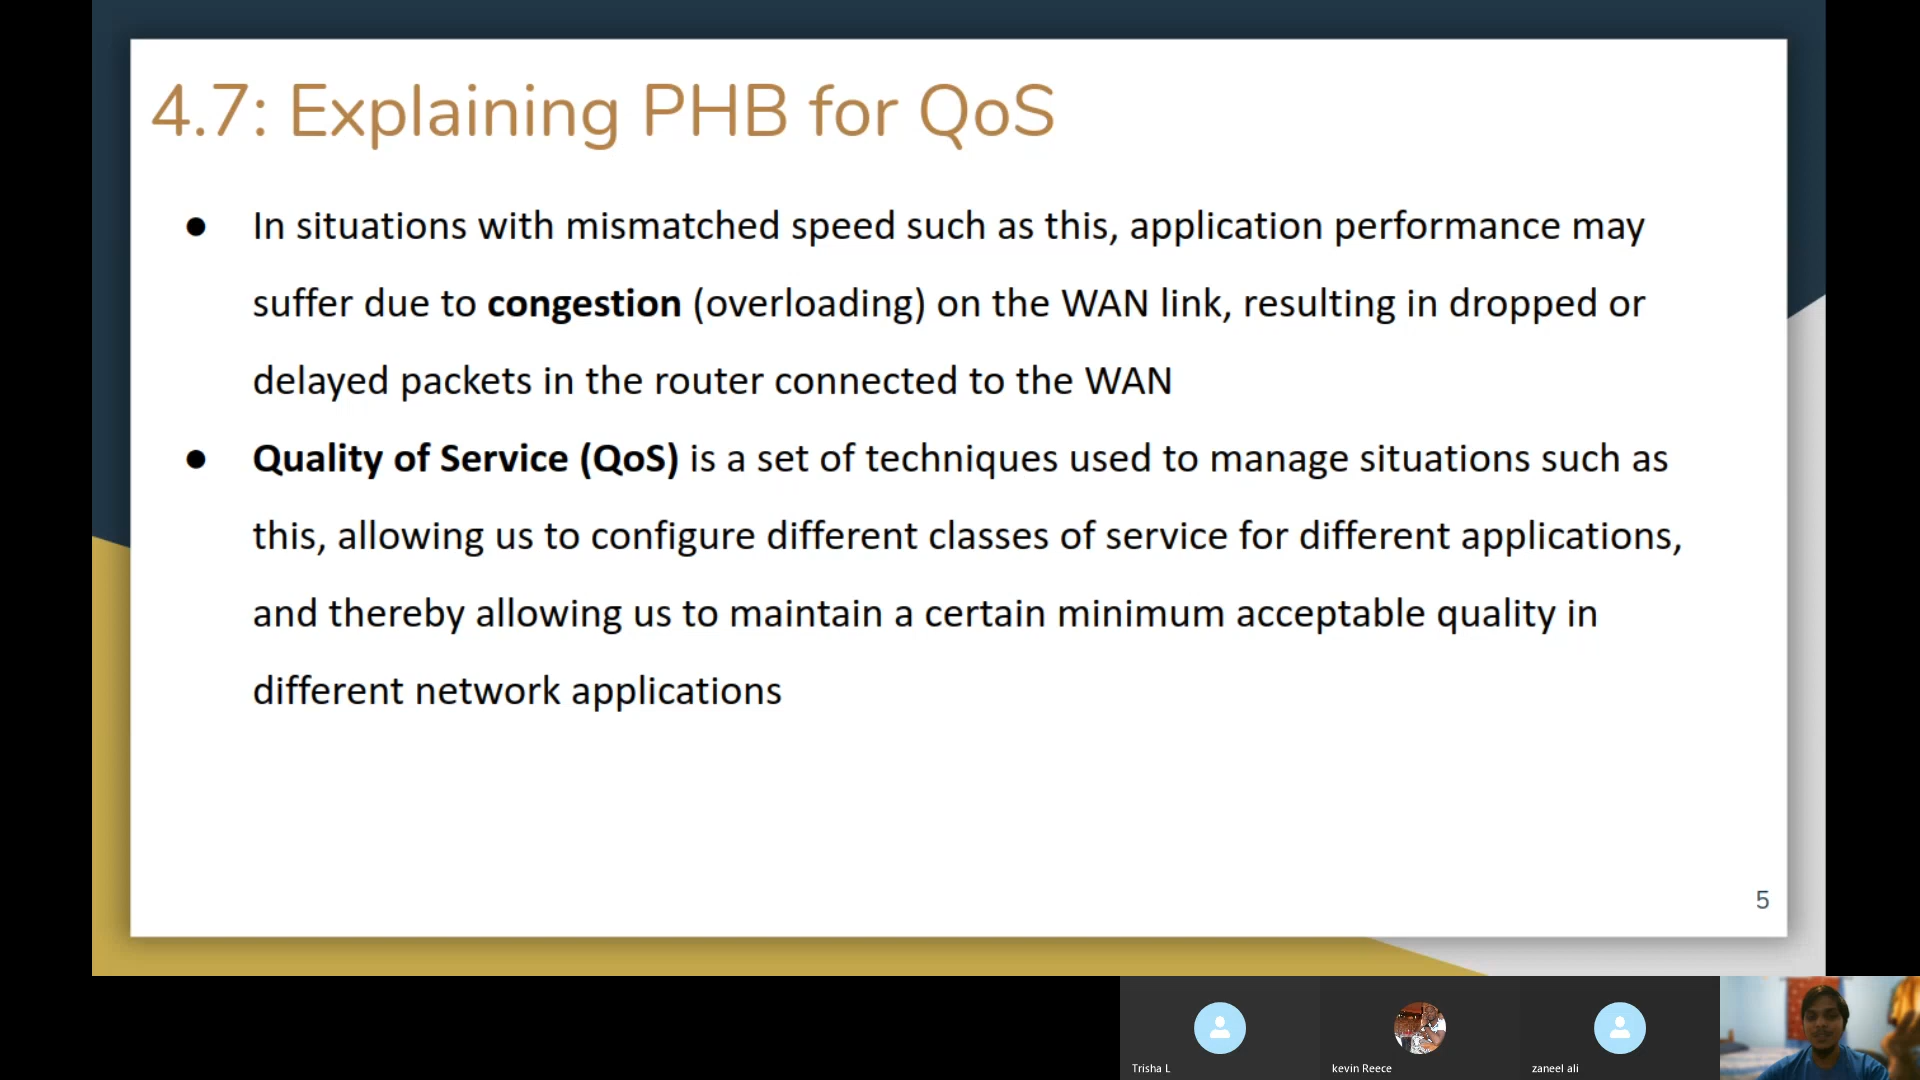 4.7: Explaining PHB for QoS
● In situations with mismatched speed such as this, application performance may
suffer due to congestion (overloading) on the WAN link, resulting in dropped or
delayed packets in the router connected to the WAN
● Quality of Service (QoS) is a set of techniques used to manage situations such as
this, allowing us to configure different classes of service for different applications,
and thereby allowing us to maintain a certain minimum acceptable quality in
different network applications
5
Trisha L
kevin Reece
zaneel ali